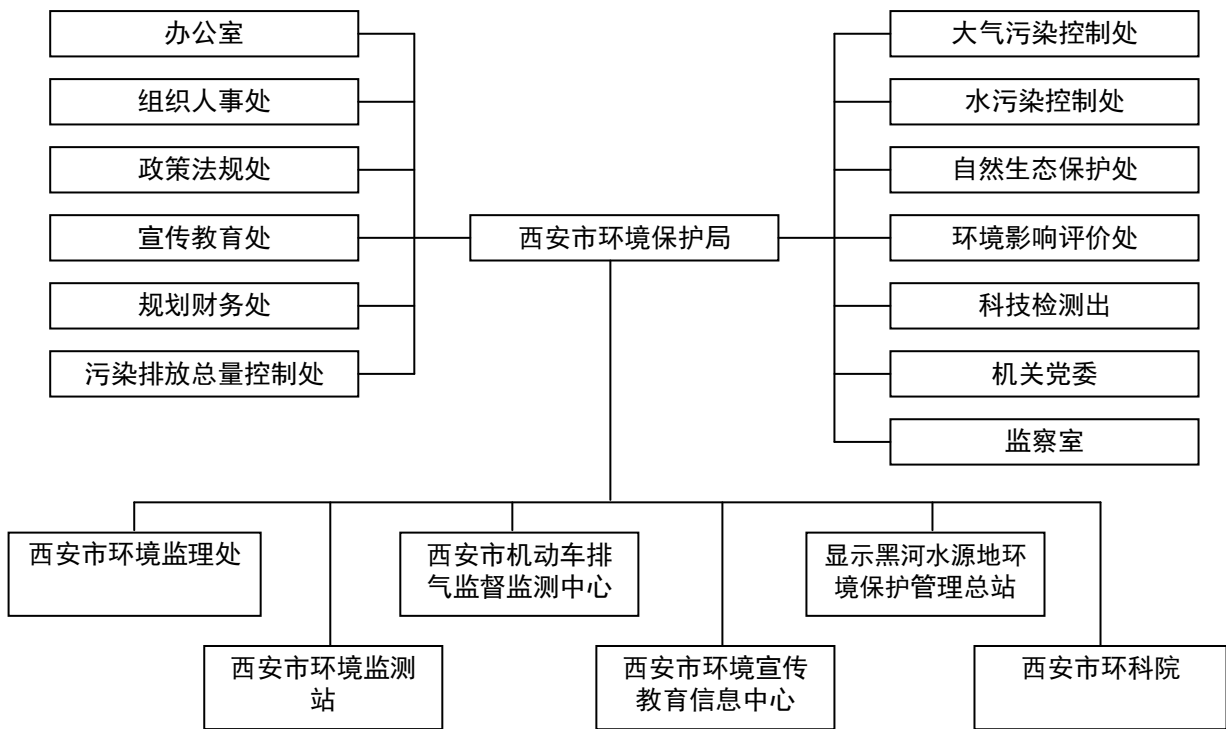 办公室
组织人事处
政策法规处
宣传教育处
规划财务处
污染排放总量控制处
西安市环境保护局
大气污染控制处
水污染控制处
自然生态保护处
环境影响评价处
科技检测出
机关党委
监察室
西安市环境监理处
西安市机动车排
气监督监测中心
显示黑河水源地环
境保护管理总站
西安市环境监测
站
西安市环境宣传
教育信息中心
西安市环科院